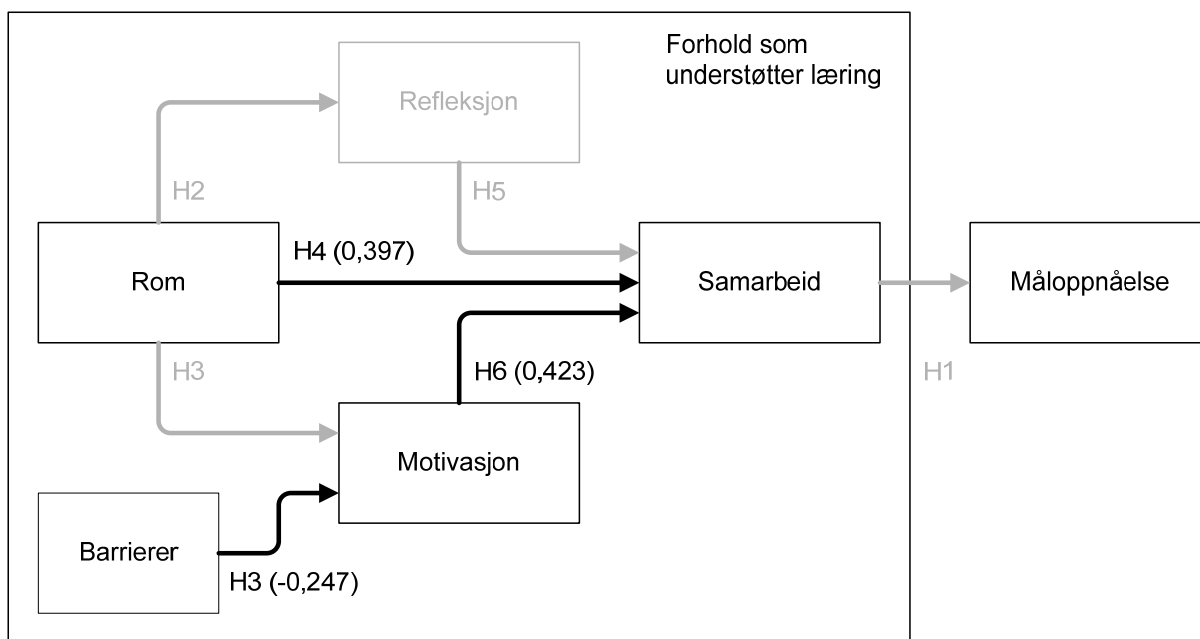 Forhold som
understøtter læring
Refleksjon
H2
H5
H4 (0,397)
Rom
Samarbeid
Måloppnåelse
H3
H6 (0,423)
H1
Motivasjon
Barrierer
H3 (-0,247)